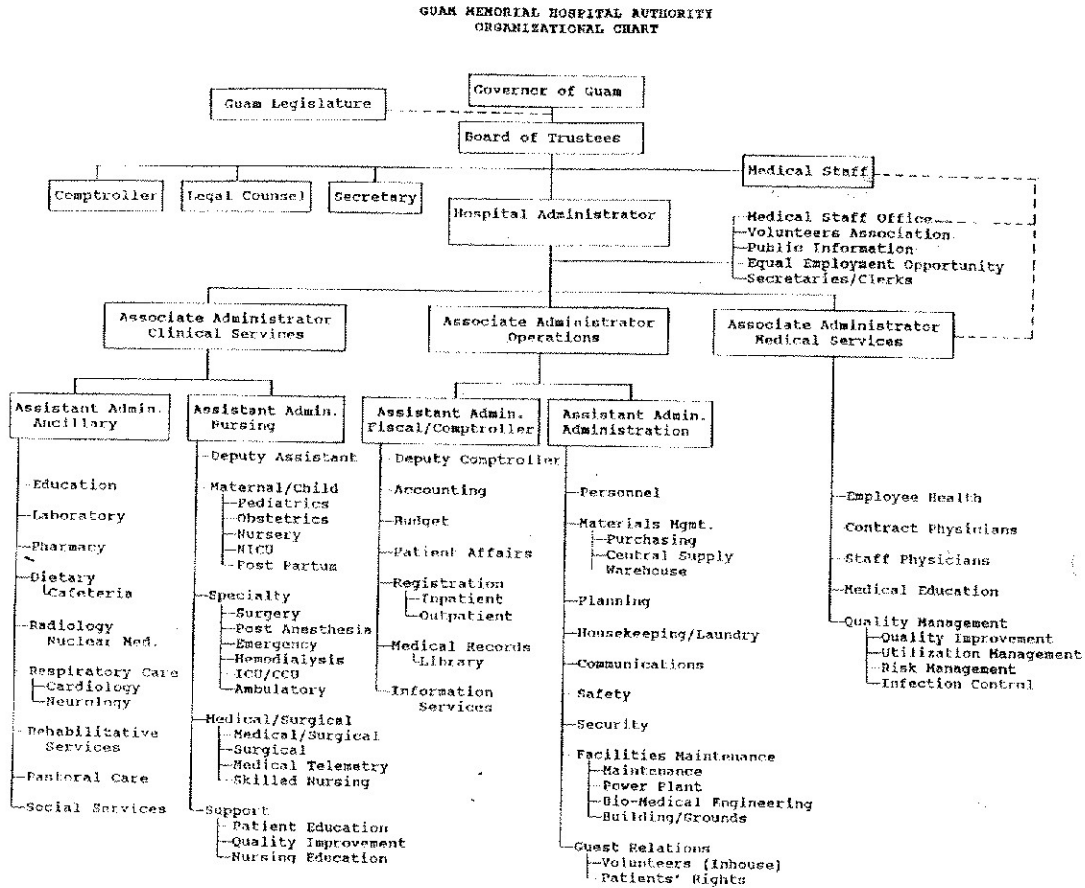 GUAM MEMORIAL HOSPITAL AUTHORITY
ORGANIZATIONAL CHART
Governor of Guam
Guam Legislature
Board of Trustees
Medical Staff
Comptroller
Legal Counsel
Secretary
Hospital Administrator
Medical Staff Office
Volunteers Association
Public Information
Equal Employment Opportunity
Secretaries/Clerks
Associate Administrator
Clinical Services
Associate Administrator
Operations
Associate Administrator
Medical Services
Assistant Admin.
Ancillary
Education
Laboratory
Pharmacy
Dietary
Cafeteria
Radiology
Nuclear Med.
Respiratory Care
Cardiology
Neurology
Rehabilitative
Services
Pastoral Care
Social Services
Assistant Admin.
Nursing
Deputy Assistant
Maternal/Child
Pediatrics
Obstetrics
Nursery
NICU
Post Partum
Specialty
Surgery
Post Anesthesia
Emergency
Hemodialysis
ICU/CCU
Ambulatory
Medical/Surgical
Medical/Surgical
Surgical
Medical Telemetry
Skilled Nursing
Support
Patient Education
Quality Improvement
Nursing Education
Assistant Admin.
Fiscal/Comptroller
Deputy Comptroller
Accounting
Budget
Patient Affairs
Registration
Inpatient
Outpatient
Medical Records
Library
Information
Services
Assistant Admin.
Administration
Personnel
Materials Mgmt.
Purchasing
Central Supply
Warehouse
Planning
Housekeeping/Laundry
Communications
Safety
Security
Facilities Maintenance
Maintenance
Power Plant
Bio-Medical Engineering
Building/Grounds
Guest Relations
Volunteers (Inhouse)
Patients' Rights
Employee Health
Contract Physicians
Staff Physicians
Medical Education
Quality Management
Quality Improvement
Utilization Management
Risk Management
Infection Control